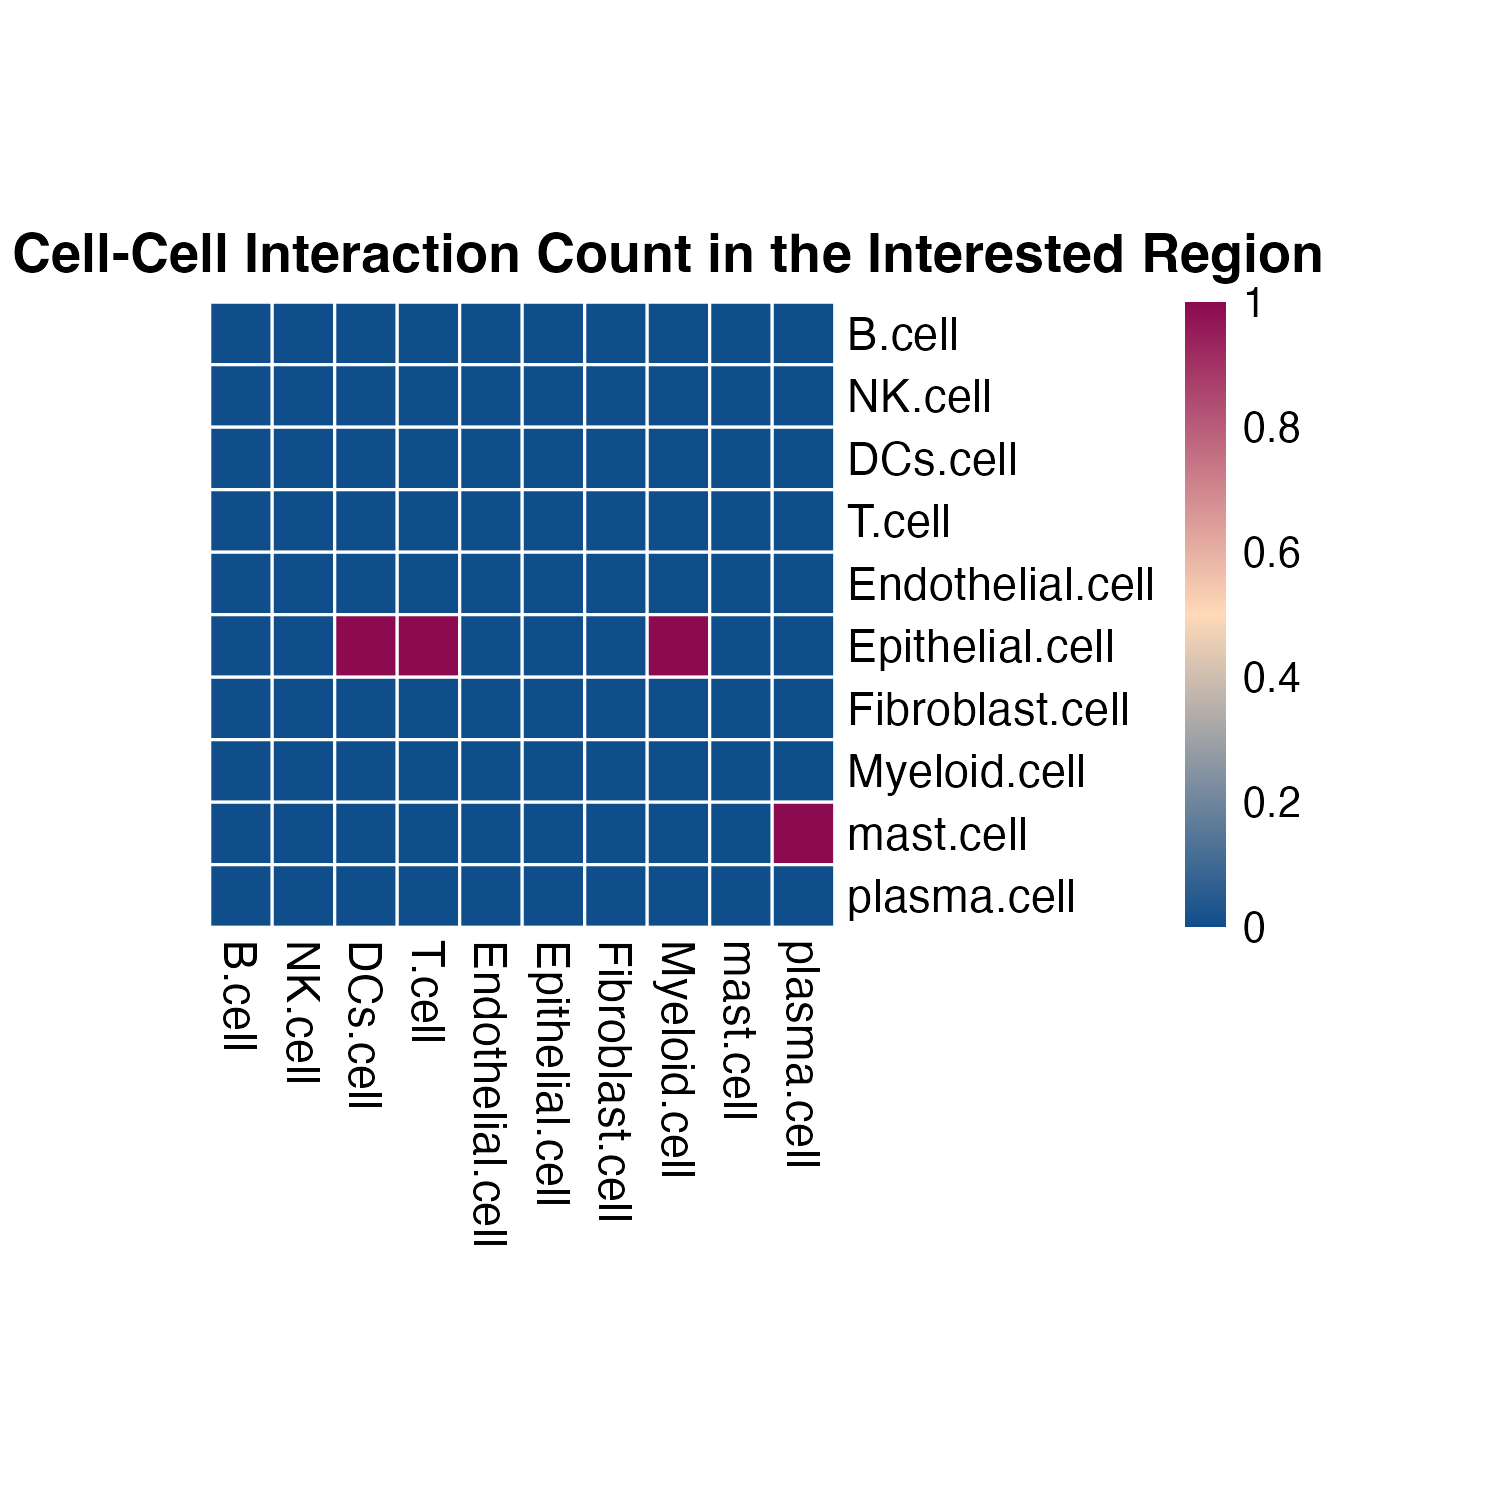 Cell-Cell Interaction Count in the Interested Region
B.cell
NK.cell
DCs.cell
T.cell
Endothelial.cell
Epithelial.cell
Fibroblast.cell
Myeloid.cell
mast.cell
plasma.cell
1
0.8
0.6
0.4
0.2
0
B.cell
NK.cell
DCs.cell
T.cell
Endothelial.cell
Epithelial.cell
Fibroblast.cell
Myeloid.cell
mast.cell
plasma.cell